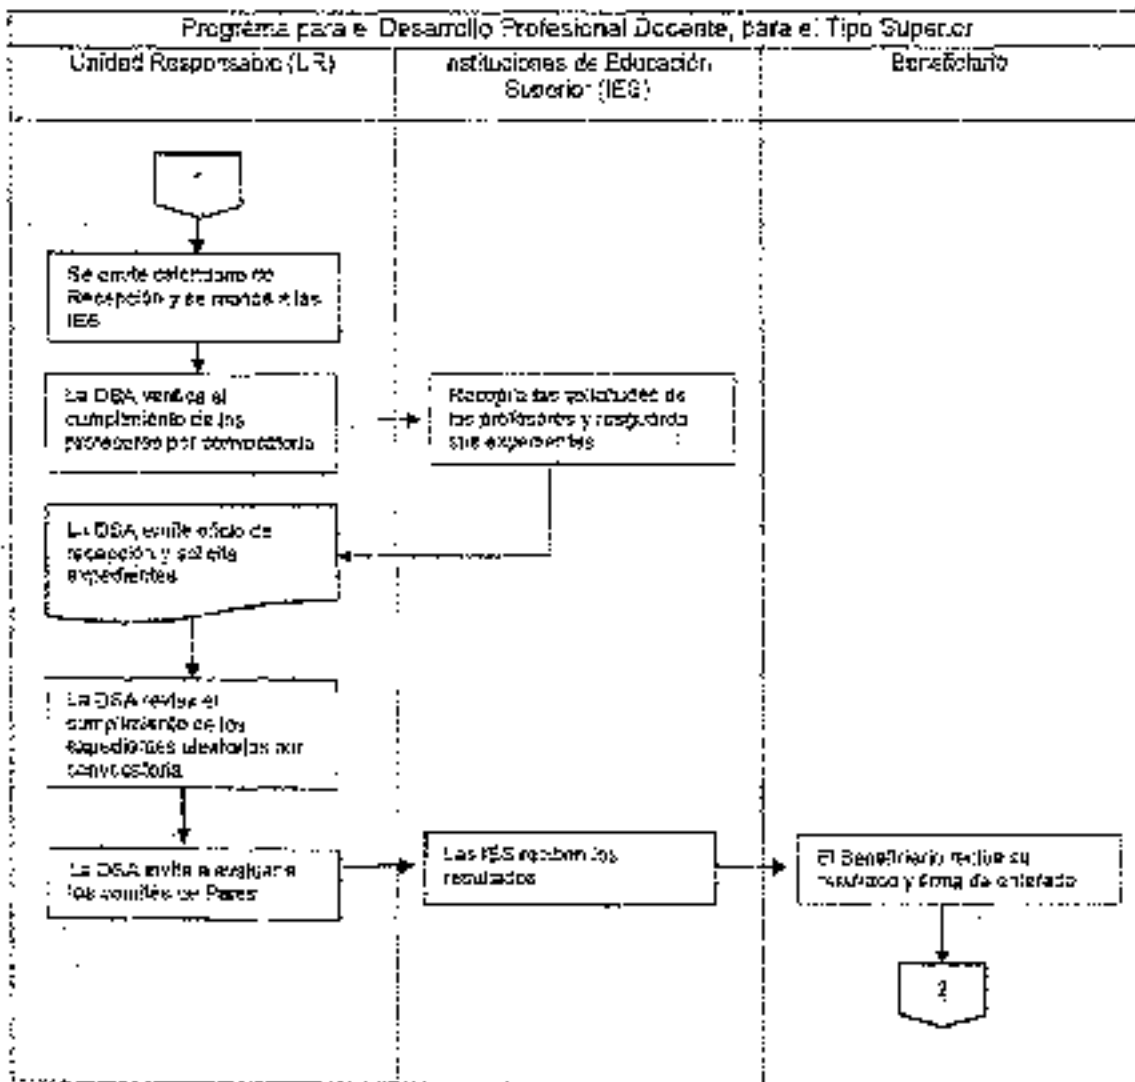 Programa para el Desarrollo Profesional Docente, para el Tipo Superior
Unidad Responsable (UR)
Instituciones de Educación
Superior (IES)
Beneficiario
Se emite calendario de
Recepción y se manda a las
IES
La DSA verifica el
cumplimiento de los
profesores por convocatoria
Recopila las solicitudes de
los profesores y resguarda
sus expedientes
La DSA emite oficio de
recepción y solicita
expedientes
La DSA revisa el
cumplimiento de los
expedientes aleatorios por
convocatoria
La DSA invita a evaluar a
los comités de Pares
Las IES reciben los
resultados
El Beneficiario recibe su
resultado y firma de enterado
2